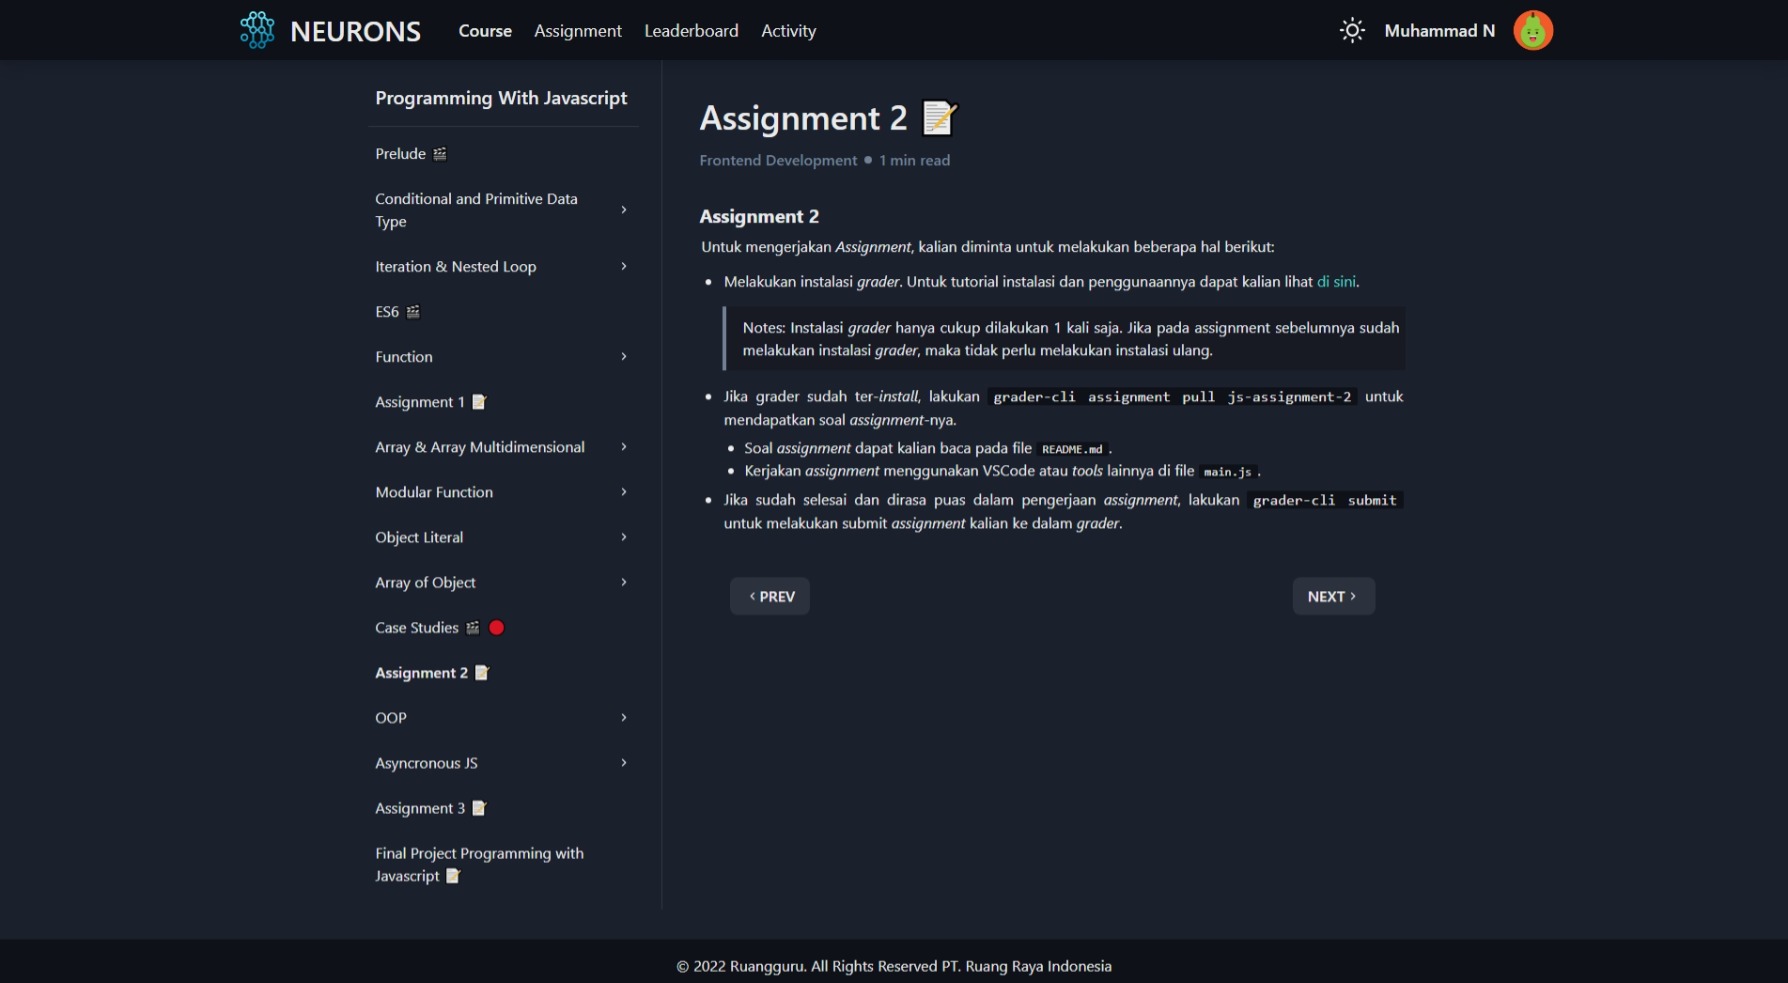 NEURONS
Course
Assignment
Leaderboard
Activity
Muhammad N
Programming With Javascript
Prelude 🎬
Conditional and Primitive Data
Type
Iteration & Nested Loop
ES6 🎬
Function
Assignment 1 📝
Array & Array Multidimensional
Modular Function
Object Literal
Array of Object
Case Studies 🎬 🔴
Assignment 2 📝
OOP
Asyncronous JS
Assignment 3 📝
Final Project Programming with
Javascript 📝
Assignment 2 📝
Frontend Development ● 1 min read
Assignment 2
Untuk mengerjakan Assignment, kalian diminta untuk melakukan beberapa hal berikut:
• Melakukan instalasi grader. Untuk tutorial instalasi dan penggunaannya dapat kalian lihat di sini.
Notes: Instalasi grader hanya cukup dilakukan 1 kali saja. Jika pada assignment sebelumnya sudah
melakukan instalasi grader, maka tidak perlu melakukan instalasi ulang.
• Jika grader sudah ter-install, lakukan grader-cli assignment pull js-assignment-2 untuk
mendapatkan soal assignment-nya.
• Soal assignment dapat kalian baca pada file README.md.
• Kerjakan assignment menggunakan VSCode atau tools lainnya di file main.js.
• Jika sudah selesai dan dirasa puas dalam pengerjaan assignment, lakukan grader-cli submit
untuk melakukan submit assignment kalian ke dalam grader.
‹ PREV
NEXT ›
© 2022 Ruangguru. All Rights Reserved PT. Ruang Raya Indonesia